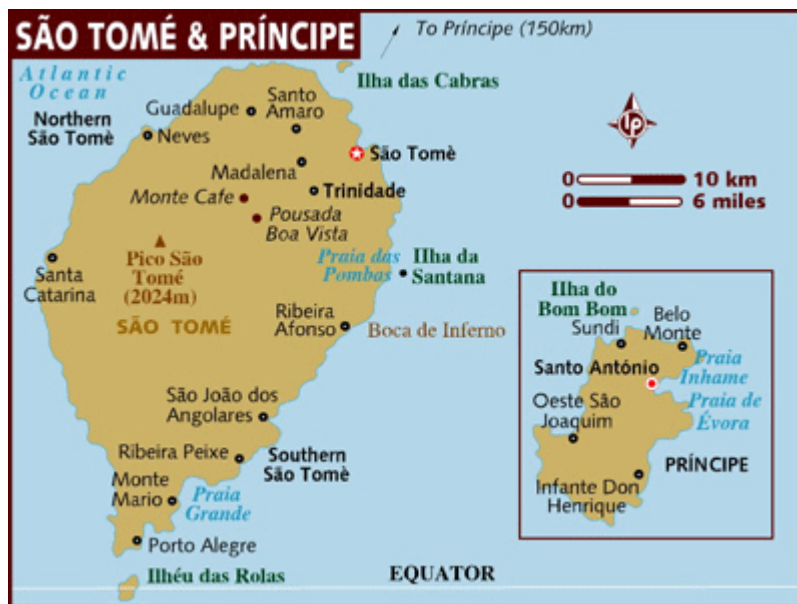 SÃO TOMÉ & PRÍNCIPE
To Príncipe (150km)
Atlantic
Ocean
Ilha das Cabras
Guadalupe
Santo
Amaro
Northern
São Tomè
Neves
São Tomè
Madalena
Trinidade
Monte Cafe
Pousada
Boa Vista
lp
0 10 km
0 6 miles
Pico São
Tomé
(2024m)
Praia das
Pombas
Ilha da
Santana
Santa
Catarina
SÃO TOMÉ
Ribeira
Afonso
Boca de Inferno
São João dos
Angolares
Ribeira Peixe
Southern
São Tomè
Monte
Mario
Praia
Grande
Porto Alegre
Ilhéu das Rolas
EQUATOR
Ilha do
Bom Bom
Sundi
Belo
Monte
Santo António
Praia
Inhame
Oeste São
Joaquim
Praia de
Évora
PRÍNCIPE
Infante Don
Henrique